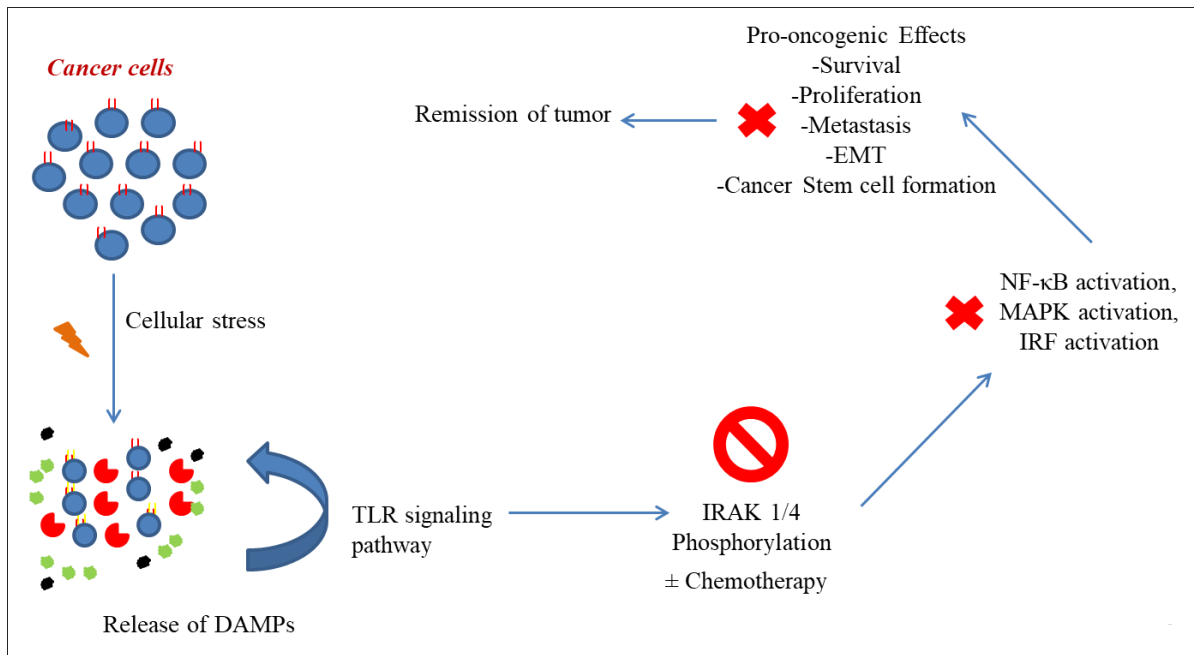 Cancer cells
Cellular stress
Release of DAMPs
TLR signaling
pathway
IRAK 1/4
Phosphorylation
± Chemotherapy
NF-κB activation,
MAPK activation,
IRF activation
Pro-oncogenic Effects
-Survival
-Proliferation
-Metastasis
-EMT
-Cancer Stem cell formation
Remission of tumor